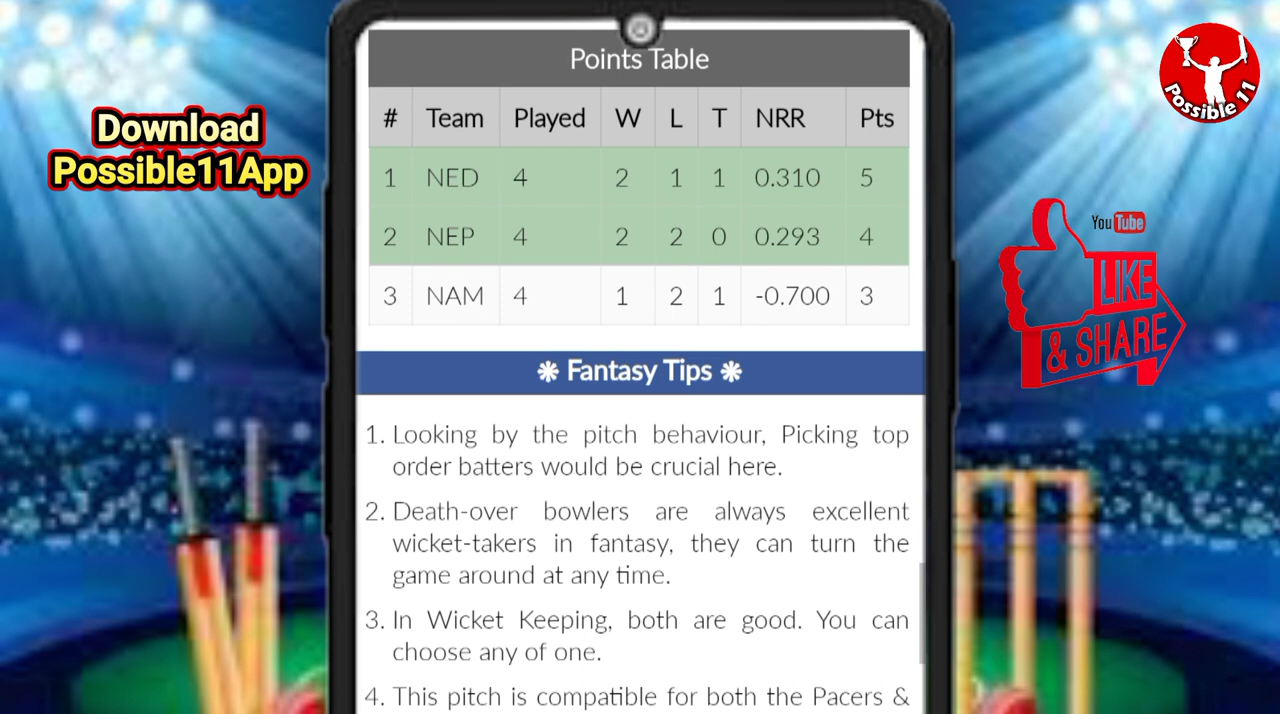 Points Table
# Team Played W L T NRR Pts
1 NED 4 2 1 1 0.310 5
2 NEP 4 2 2 0 0.293 4
3 NAM 4 1 2 1 -0.700 3
❋ Fantasy Tips ❋
1. Looking by the pitch behaviour, Picking top
order batters would be crucial here.
2. Death-over bowlers are always excellent
wicket-takers in fantasy, they can turn the
game around at any time.
3. In Wicket Keeping, both are good. You can
choose any of one.
4. This pitch is compatible for both the Pacers &
Download
Possible11App
Possible 11
You Tube
LIKE
& SHARE